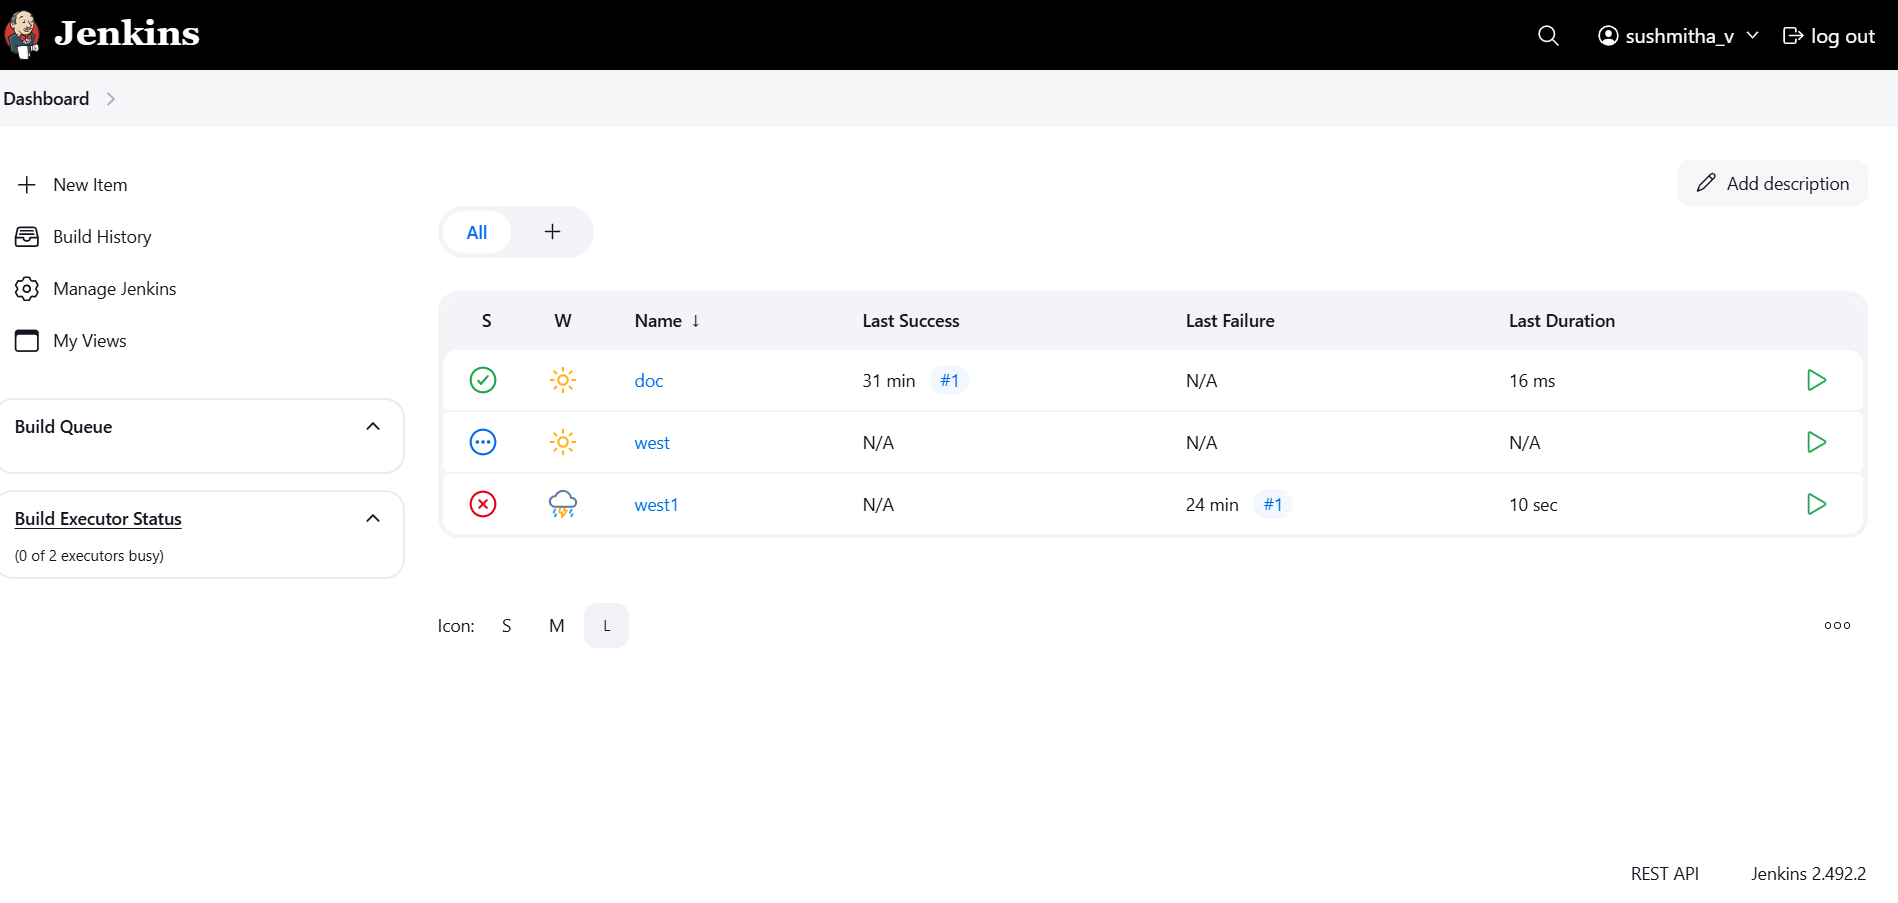 Jenkins
sushmitha_v
log out
Dashboard
New Item
Build History
Manage Jenkins
My Views
Build Queue
Build Executor Status
(0 of 2 executors busy)
Add description
All +
S W Name ↓ Last Success Last Failure Last Duration
doc 31 min #1 N/A 16 ms
west N/A N/A N/A
west1 N/A 24 min #1 10 sec
Icon: S M L
REST API Jenkins 2.492.2